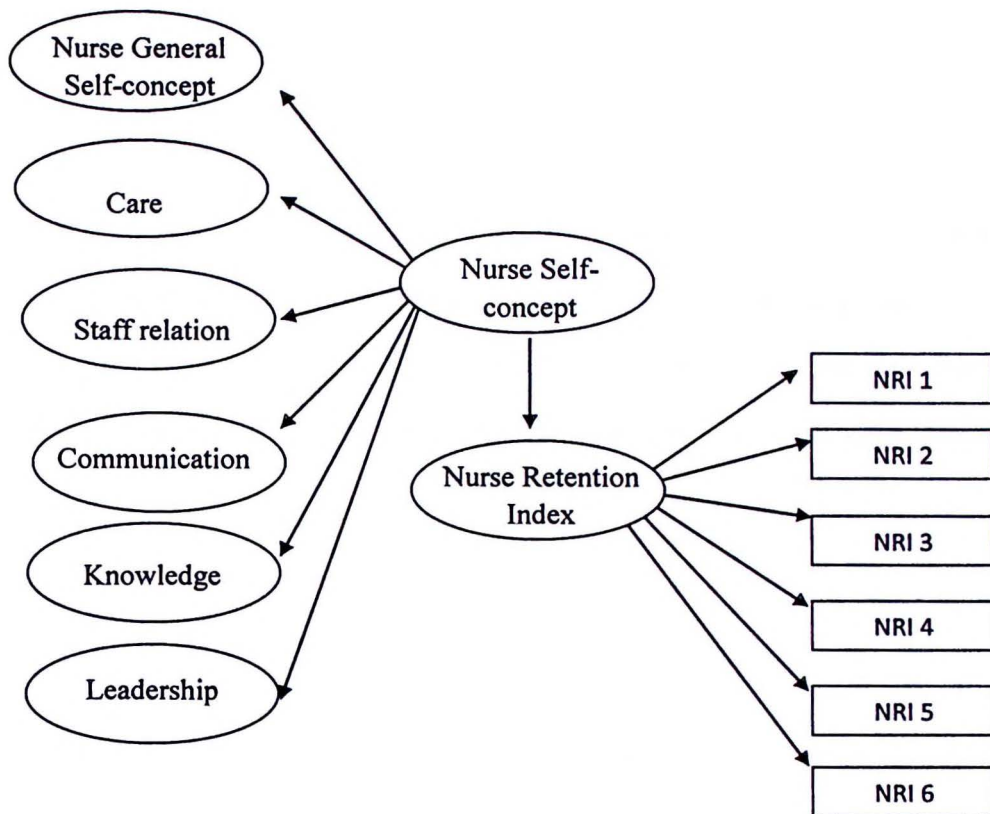 Nurse General
Self-concept
Care
Staff relation
Communication
Knowledge
Leadership
Nurse Self-
concept
Nurse Retention
Index
NRI 1
NRI 2
NRI 3
NRI 4
NRI 5
NRI 6